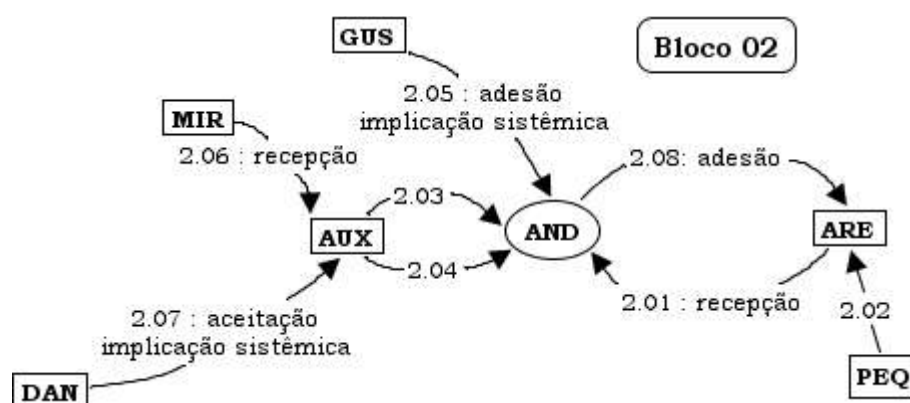 GUS
Bloco 02
2.05 : adesão
implicação sistêmica
MIR
2.06 : recepção
2.08: adesão
2.03
AUX
AND
ARE
2.04
2.01 : recepção
2.02
2.07 : aceitação
implicação sistêmica
DAN
PEQ